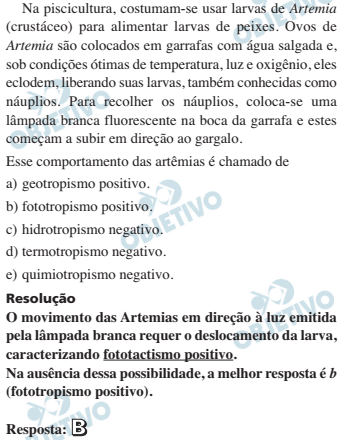 Na piscicultura, costumam-se usar larvas de Artemia
(crustáceo) para alimentar larvas de peixes. Ovos de
Artemia são colocados em garrafas com água salgada e,
sob condições ótimas de temperatura, luz e oxigênio, eles
eclodem, liberando suas larvas, também conhecidas como
náuplios. Para recolher os náuplios, coloca-se uma
lâmpada branca fluorescente na boca da garrafa e estes
começam a subir em direção ao gargalo.
Esse comportamento das artêmias é chamado de
a) geotropismo positivo.
b) fototropismo positivo.
c) hidrotropismo negativo.
d) termotropismo negativo.
e) quimiotropismo negativo.
Resolução
O movimento das Artemias em direção à luz emitida
pela lâmpada branca requer o deslocamento da larva,
caracterizando fototactismo positivo.
Na ausência dessa possibilidade, a melhor resposta é b
(fototropismo positivo).
Resposta: B
OBJETIVO
OBJETIVO
OBJETIVO